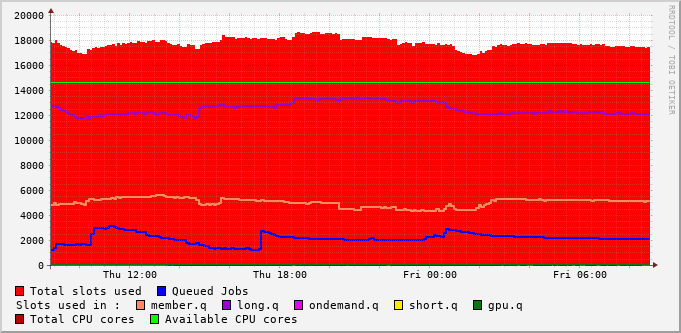 20000
18000
16000
14000
12000
10000
8000
6000
4000
2000
0
Thu 12:00 Thu 18:00 Fri 00:00 Fri 06:00
RRDTOOL / TOBI OETIKER
Total slots used Queued Jobs
Slots used in : member.q long.q ondemand.q short.q gpu.q
Total CPU cores Available CPU cores